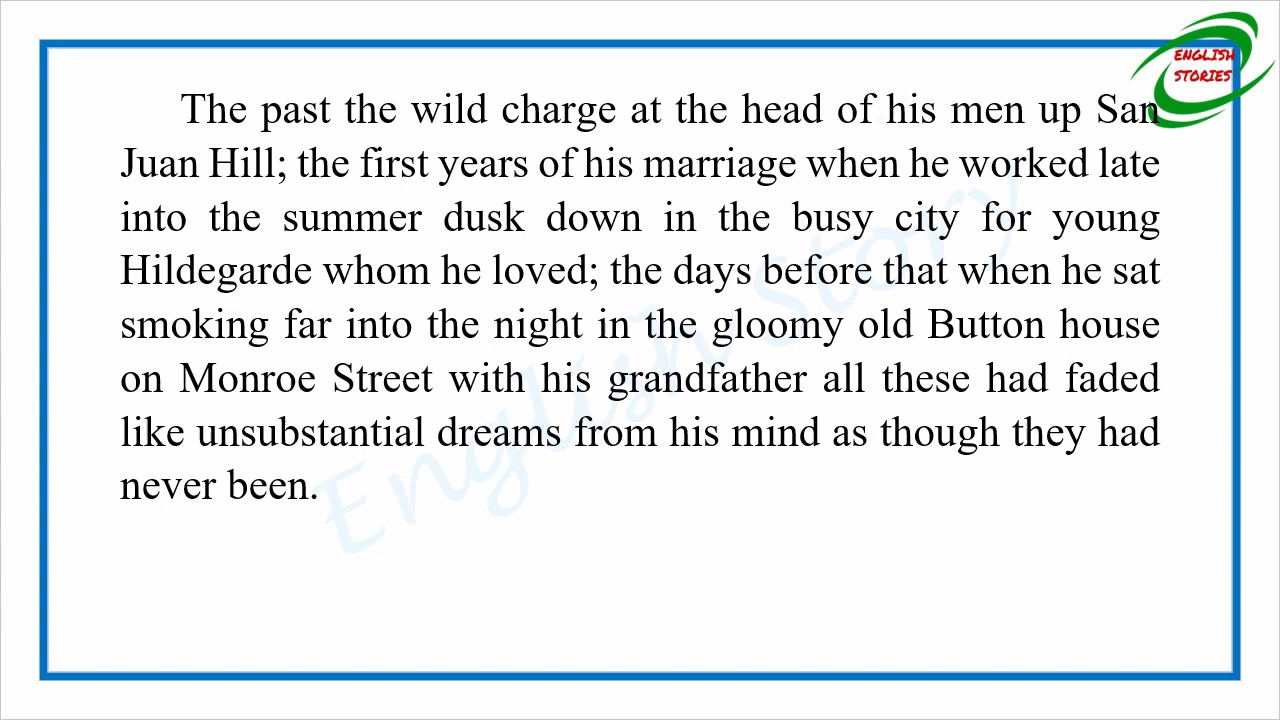 ENGLISH
STORIES
The past the wild charge at the head of his men up San
Juan Hill; the first years of his marriage when he worked late
into the summer dusk down in the busy city for young
Hildegarde whom he loved; the days before that when he sat
smoking far into the night in the gloomy old Button house
on Monroe Street with his grandfather all these had faded
like unsubstantial dreams from his mind as though they had
never been.
English Story